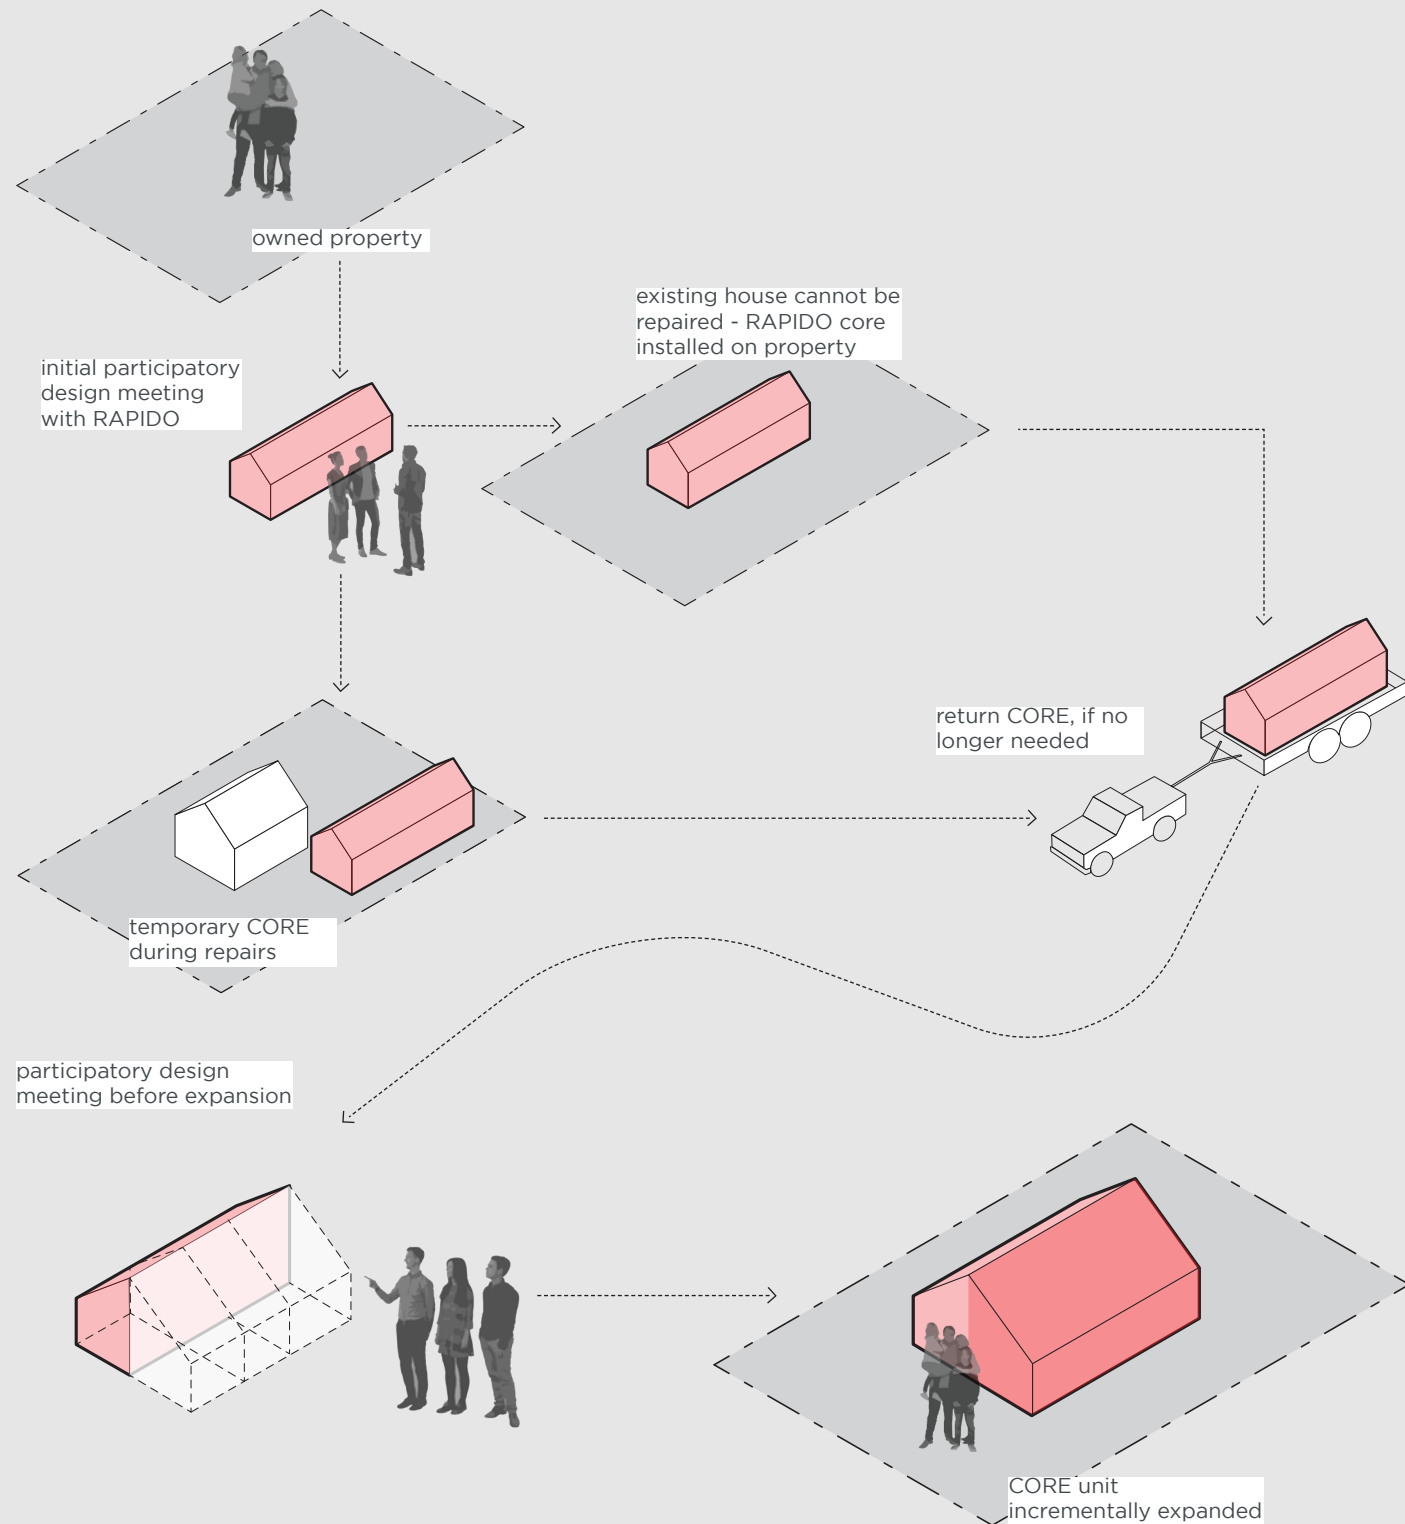 owned property
existing house cannot be
repaired - RAPIDO core
installed on property
initial participatory
design meeting
with RAPIDO
return CORE, if no
longer needed
temporary CORE
during repairs
participatory design
meeting before expansion
CORE unit
incrementally expanded